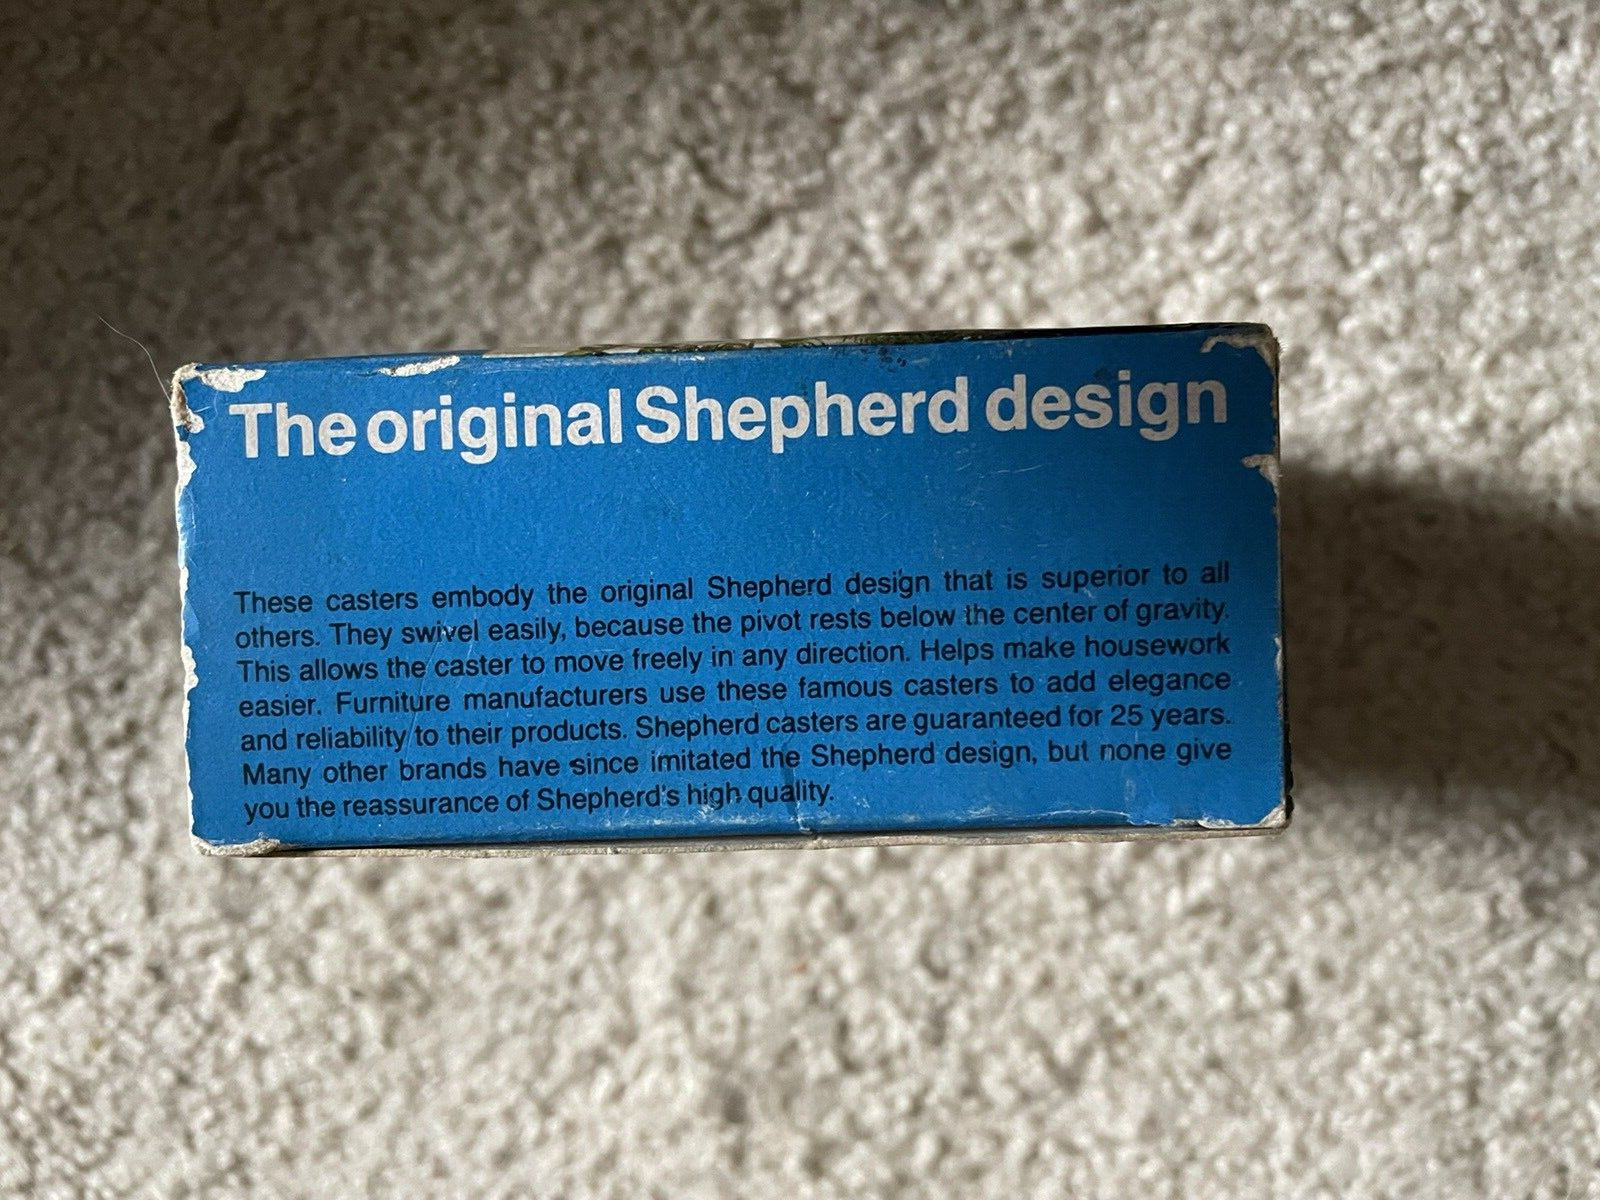 The original Shepherd design
These casters embody the original Shepherd design that is superior to all
others. They swivel easily, because the pivot rests below the center of gravity.
This allows the caster to move freely in any direction. Helps make housework
easier. Furniture manufacturers use these famous casters to add elegance
and reliability to their products. Shepherd casters are guaranteed for 25 years.
Many other brands have since imitated the Shepherd design, but none give
you the reassurance of Shepherd's high quality.